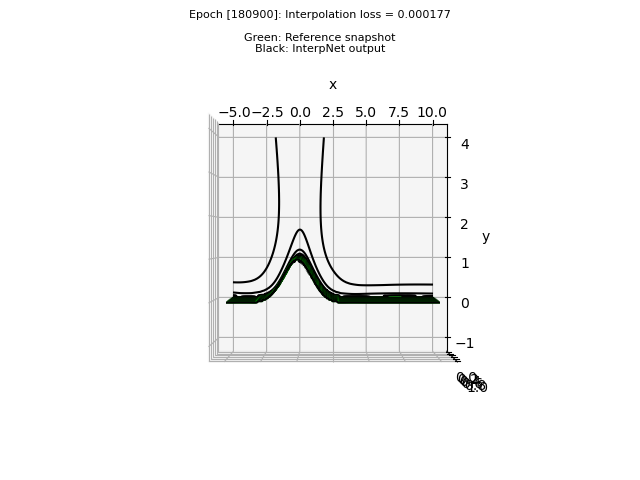 Epoch [180900]: Interpolation loss = 0.000177
Green: Reference snapshot
Black: InterpNet output
x
−5.0 −2.5 0.0 2.5 5.0 7.5 10.0
4
3
2
y
1
0
−1